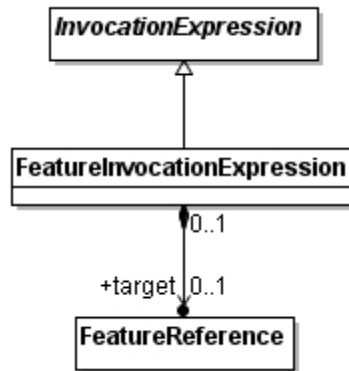 InvocationExpression
FeatureInvocationExpression
0..1
+target 0..1
FeatureReference